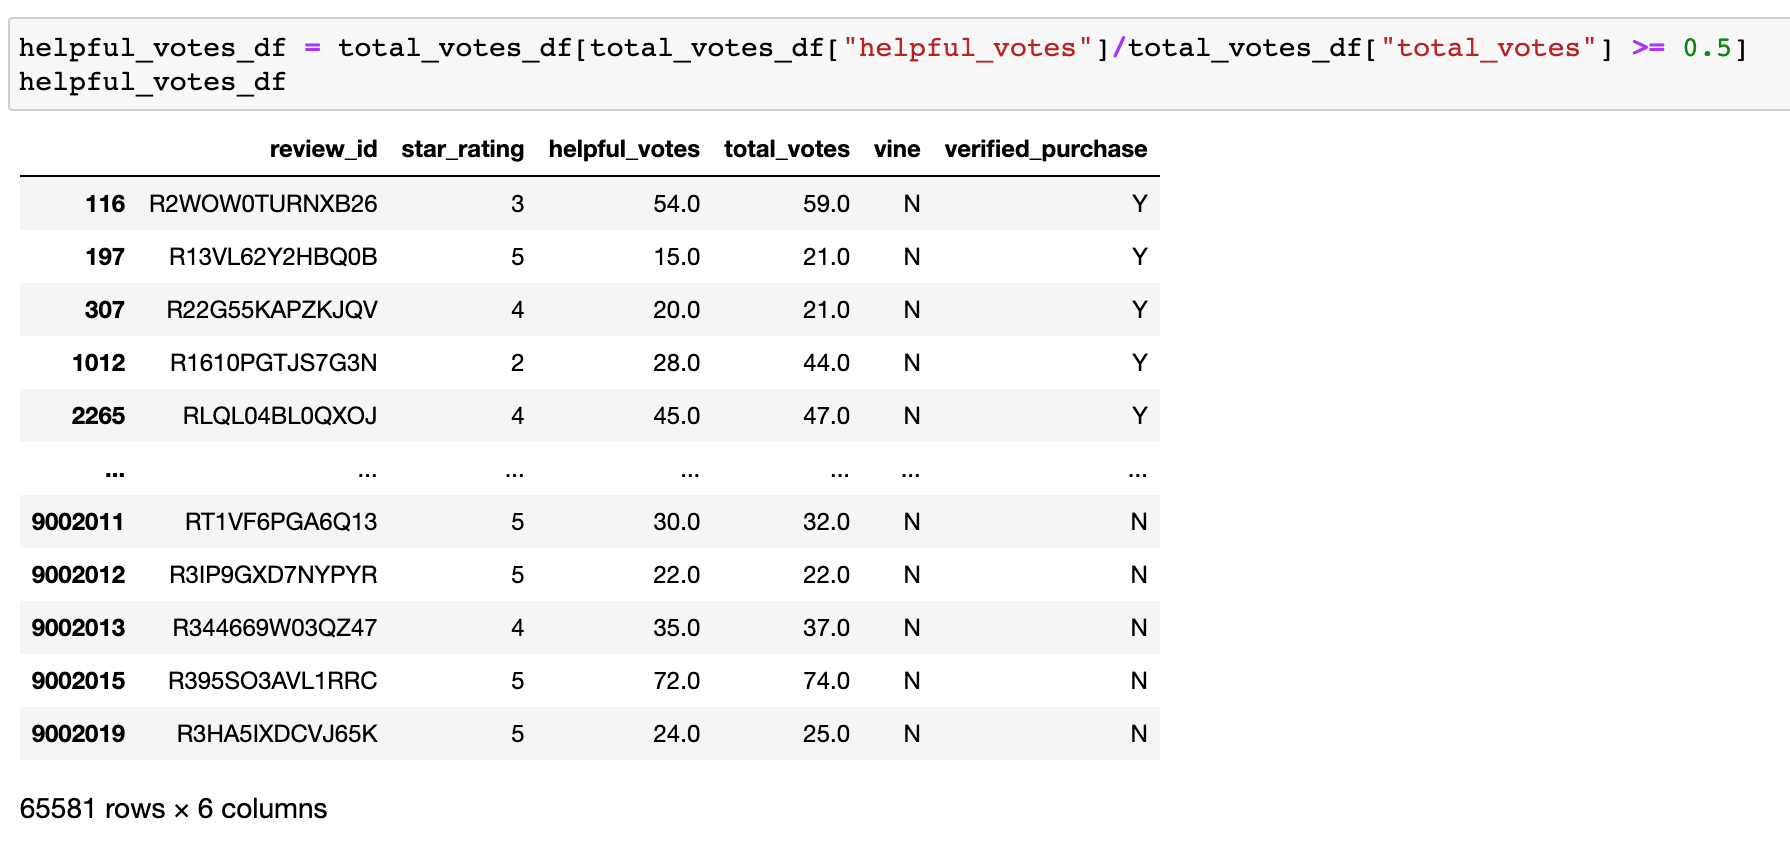 helpful_votes_df = total_votes_df[total_votes_df["helpful_votes"]/total_votes_df["total_votes"] >= 0.5]
helpful_votes_df
review_id star_rating helpful_votes total_votes vine verified_purchase
116 R2WOW0TURNXB26 3 54.0 59.0 N Y
197 R13VL62Y2HBQ0B 5 15.0 21.0 N Y
307 R22G55KAPZKJQV 4 20.0 21.0 N Y
1012 R1610PGTJS7G3N 2 28.0 44.0 N Y
2265 RLQL04BL0QXOJ 4 45.0 47.0 N Y
... ... ... ... ... ... ...
9002011 RT1VF6PGA6Q13 5 30.0 32.0 N N
9002012 R3IP9GXD7NYPYR 5 22.0 22.0 N N
9002013 R344669W03QZ47 4 35.0 37.0 N N
9002015 R395SO3AVL1RRC 5 72.0 74.0 N N
9002019 R3HA5IXDCVJ65K 5 24.0 25.0 N N
65581 rows × 6 columns